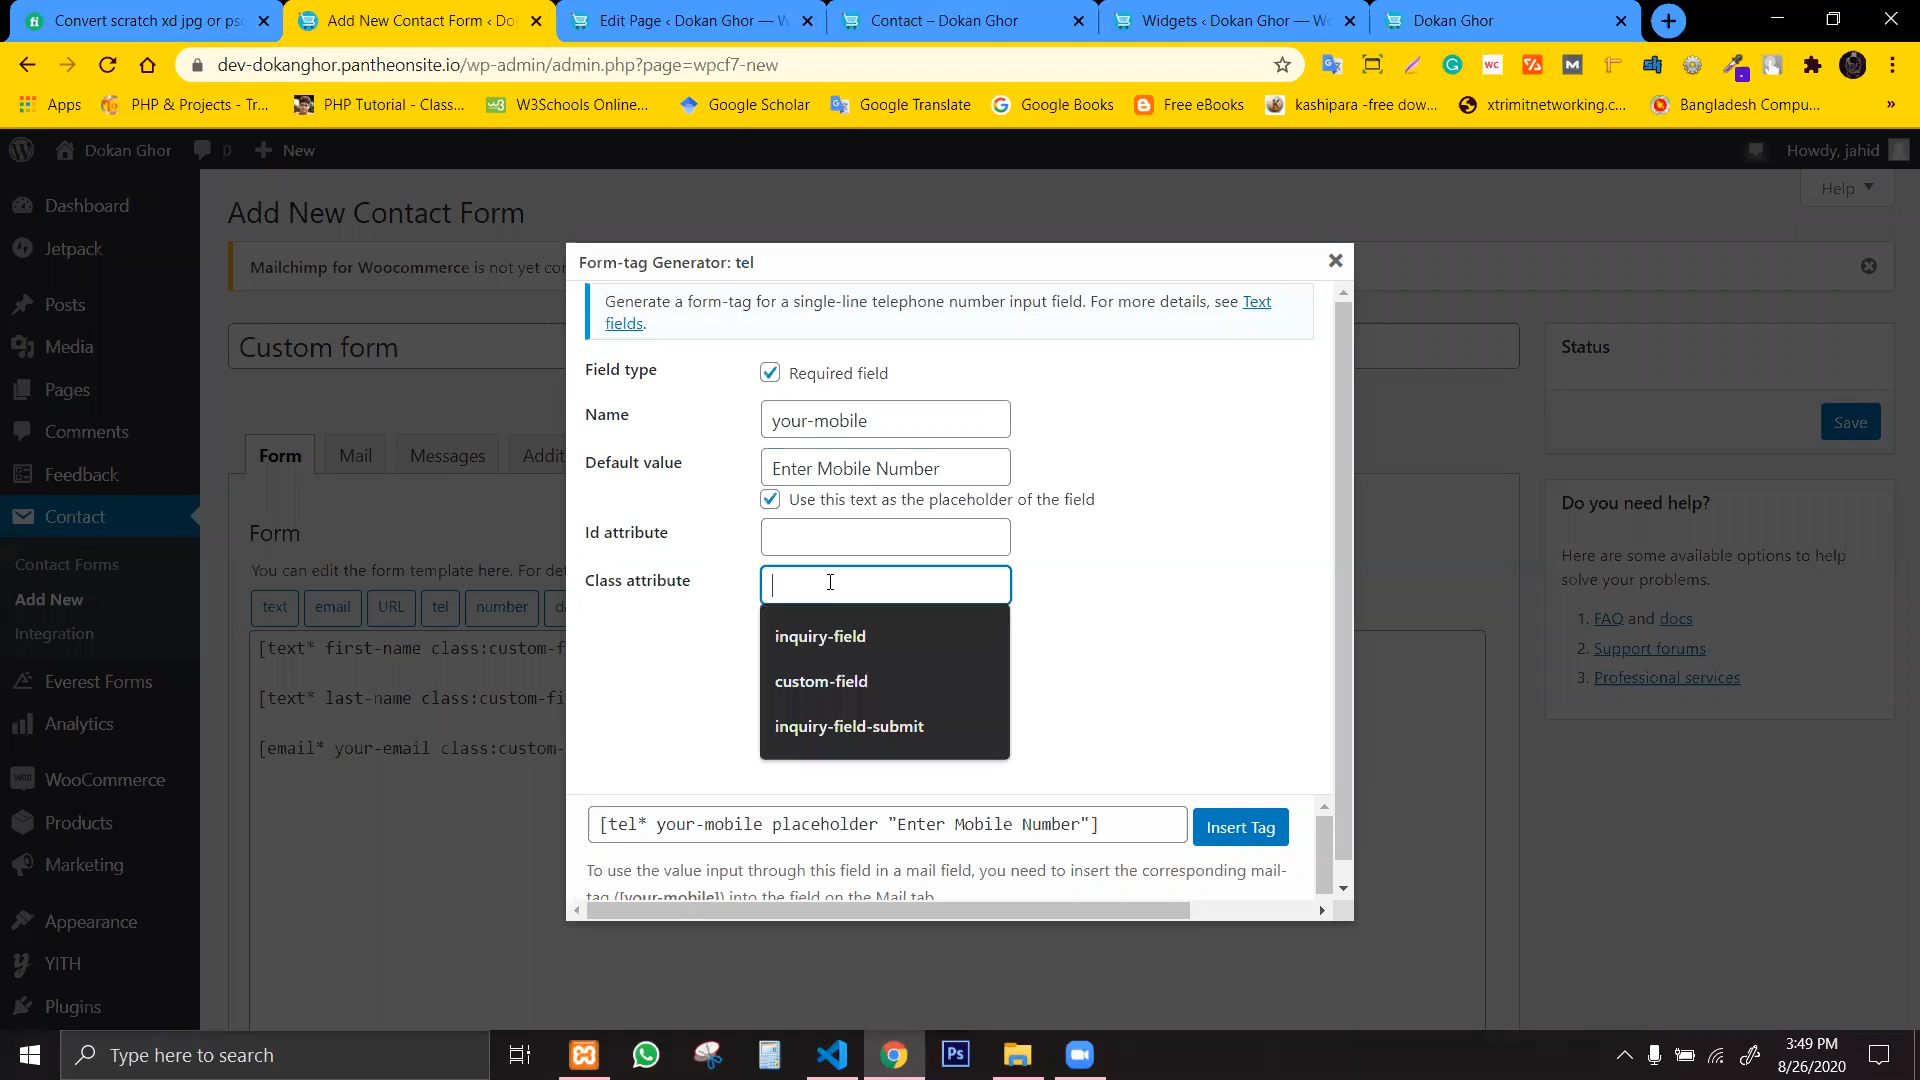 Convert scratch xd jpg or psd
Add New Contact Form ‹ Do
Edit Page ‹ Dokan Ghor — W
Contact – Dokan Ghor
Widgets ‹ Dokan Ghor — Wo
Dokan Ghor
dev-dokanghor.pantheonsite.io/wp-admin/admin.php?page=wpcf7-new
Apps
PHP & Projects - Tr...
PHP Tutorial - Class...
W3Schools Online...
Google Scholar
Google Translate
Google Books
Free eBooks
kashipara -free dow...
xtrimitnetworking.c...
Bangladesh Compu...
»
Dokan Ghor
0
New
Howdy, jahid
Dashboard
Jetpack
Posts
Media
Pages
Comments
Feedback
Contact
Contact Forms
Add New
Integration
Everest Forms
Analytics
WooCommerce
Products
Marketing
Appearance
YITH
Plugins
Help
Add New Contact Form
Mailchimp for Woocommerce is not yet con
Custom form
Form
Mail
Messages
Addit
Form
You can edit the form template here. For det
text
email
URL
tel
number
da
[text* first-name class:custom-f
[text* last-name class:custom-fi
[email* your-email class:custom-
Form-tag Generator: tel
Generate a form-tag for a single-line telephone number input field. For more details, see Text
fields.
Field type
Required field
Name
your-mobile
Default value
Enter Mobile Number
Use this text as the placeholder of the field
Id attribute
Class attribute
inquiry-field
custom-field
inquiry-field-submit
[tel* your-mobile placeholder "Enter Mobile Number"]
Insert Tag
To use the value input through this field in a mail field, you need to insert the corresponding mail-
tag ([your-mobile]) into the field on the Mail tab.
Status
Save
Do you need help?
Here are some available options to help
solve your problems.
1. FAQ and docs
2. Support forums
3. Professional services
Type here to search
Ps
3:49 PM
8/26/2020